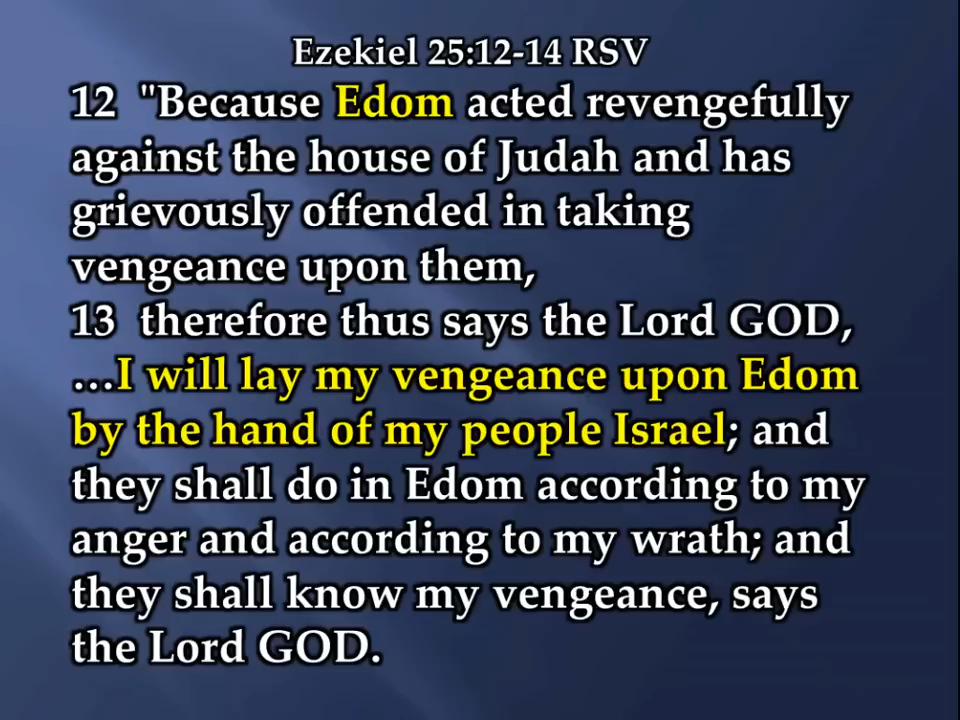 Ezekiel 25:12-14 RSV
12 "Because Edom acted revengefully
against the house of Judah and has
grievously offended in taking
vengeance upon them,
13 therefore thus says the Lord GOD,
…I will lay my vengeance upon Edom
by the hand of my people Israel; and
they shall do in Edom according to my
anger and according to my wrath; and
they shall know my vengeance, says
the Lord GOD.